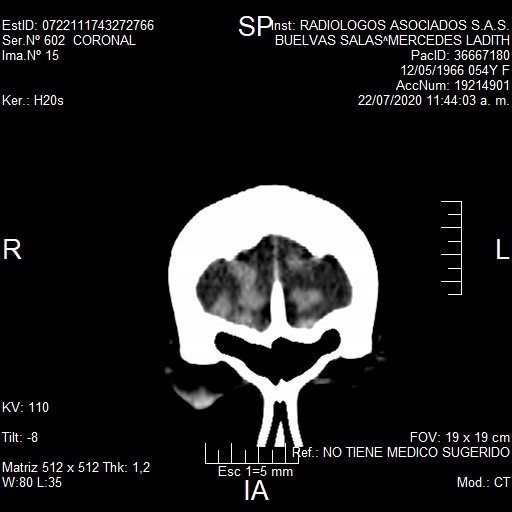 EstID: 0722111743272766
Ser.Nº 602 CORONAL
Ima.Nº 15
Ker.: H20s
SP
Inst: RADIOLOGOS ASOCIADOS S.A.S.
BUELVAS SALAS^MERCEDES LADITH
PacID: 36667180
12/05/1966 054Y F
AccNum: 19214901
22/07/2020 11:44:03 a. m.
R
L
KV: 110
Tilt: -8
Matriz 512 x 512 Thk: 1,2
W:80 L:35
Esc 1=5 mm
IA
FOV: 19 x 19 cm
Ref.: NO TIENE MEDICO SUGERIDO
Mod.: CT